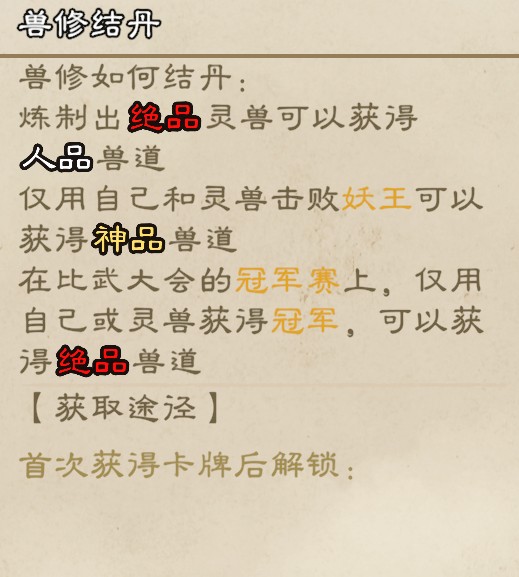 兽修结丹
兽修如何结丹：
炼制出绝品灵兽可以获得
人品兽道
仅用自己和灵兽击败妖王可以
获得神品兽道
在比武大会的冠军赛上，仅用
自己或灵兽获得冠军，可以获
得绝品兽道
【获取途径】
首次获得卡牌后解锁：